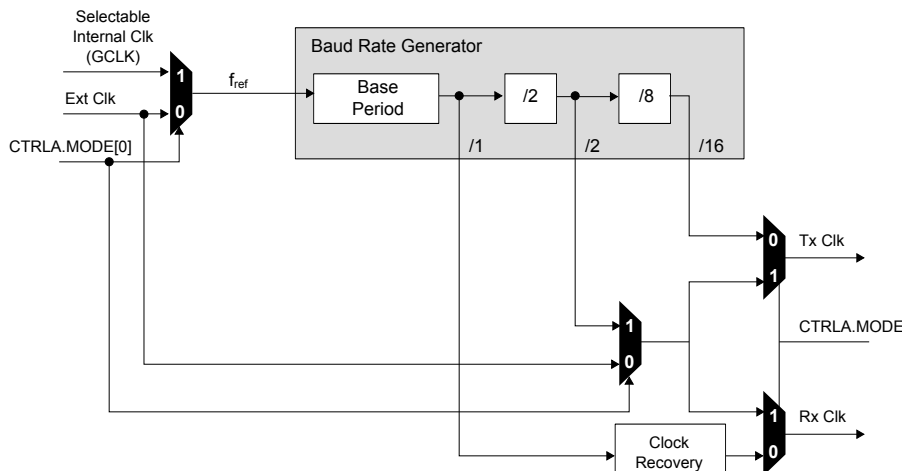 Selectable
Internal Clk
(GCLK)
Baud Rate Generator
1
f_ref
Base
Period
/2
/8
Ext Clk
0
CTRLA.MODE[0]
/1
/2
/16
0
Tx Clk
1
1
CTRLA.MODE
0
1
Rx Clk
0
Clock
Recovery